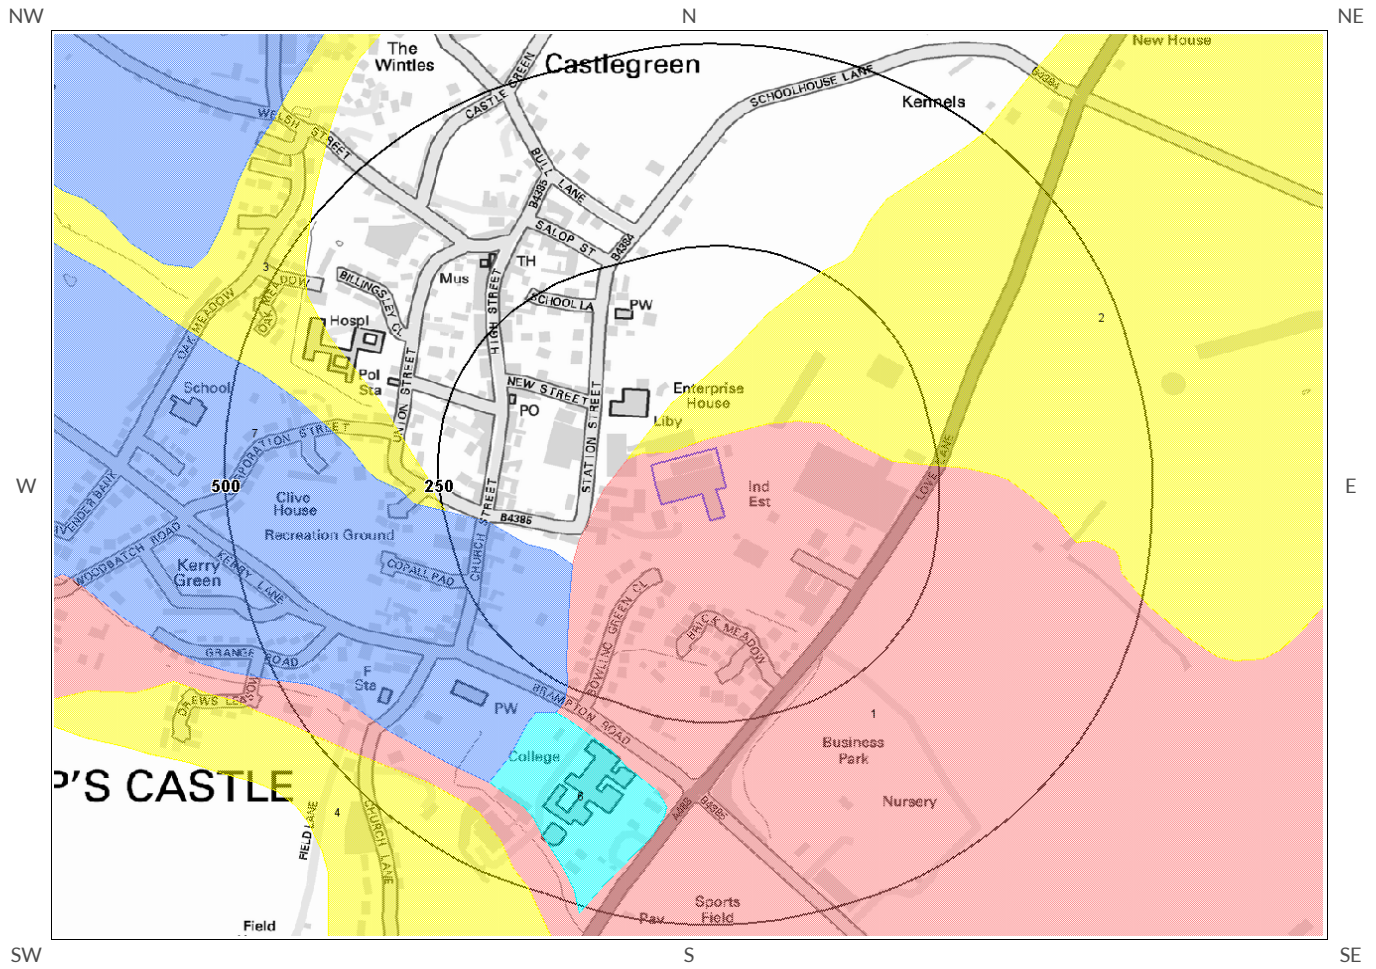 NW
N
NE
New House
The
Wintles
Castlegreen
CASTLE GREEN
SCHOOLHOUSE LANE
B4384
Kennels
WELSH
STREET
BULL LANE
B4385
SALOP ST
B4384
TH
Mus
3
OAK MEADOW
OAK MEADOW
BILLINGSLEY CL
HIGH STREET
SCHOOL LA
PW
2
Hospl
Pol
Sta
UNION STREET
School
NEW STREET
PO
STATION STREET
Enterprise
House
Liby
7
CORPORATION STREET
LOVE LANE
W
500
250
Clive
House
Ind
Est
E
LAVENDER BANK
CHURCH STREET
B4385
Recreation Ground
WOODBATCH ROAD
KERRY LANE
Kerry
Green
COPALL PAD
BOWLING GREEN CL
BRICK MEADOW
GRANGE ROAD
F
Sta
PW
BRAMPTON ROAD
1
Business
Park
College
6
P'S CASTLE
Nursery
4
FIELD LANE
CHURCH LANE
A488
B4385
Sports
Field
Pav
Field
SW
S
SE